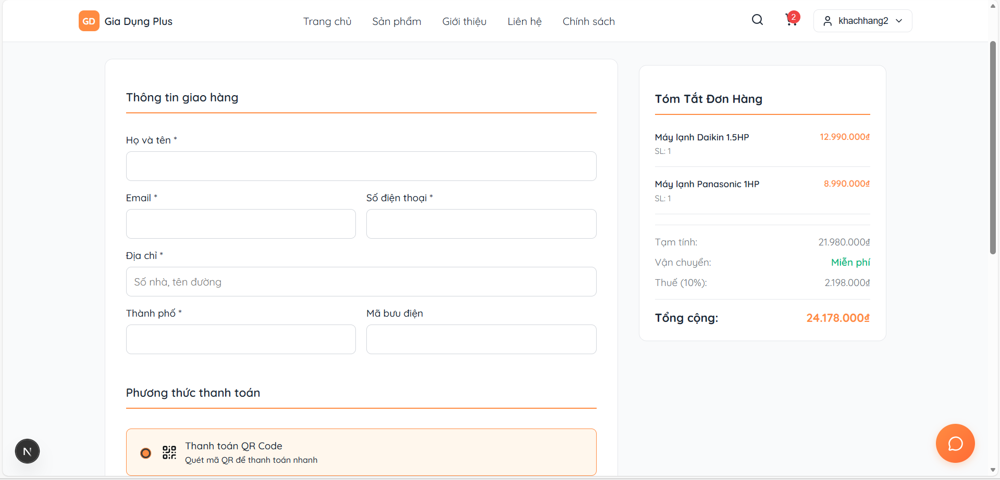 GD Gia Dụng Plus
Trang chủ Sản phẩm Giới thiệu Liên hệ Chính sách
2
khachhang2
Thông tin giao hàng
Họ và tên *
Email * Số điện thoại *
Địa chỉ *
Số nhà, tên đường
Thành phố * Mã bưu điện
Phương thức thanh toán
Thanh toán QR Code
Quét mã QR để thanh toán nhanh
Tóm Tắt Đơn Hàng
Máy lạnh Daikin 1.5HP 12.990.000₫
SL: 1
Máy lạnh Panasonic 1HP 8.990.000₫
SL: 1
Tạm tính: 21.980.000₫
Vận chuyển: Miễn phí
Thuế (10%): 2.198.000₫
Tổng cộng: 24.178.000₫
N